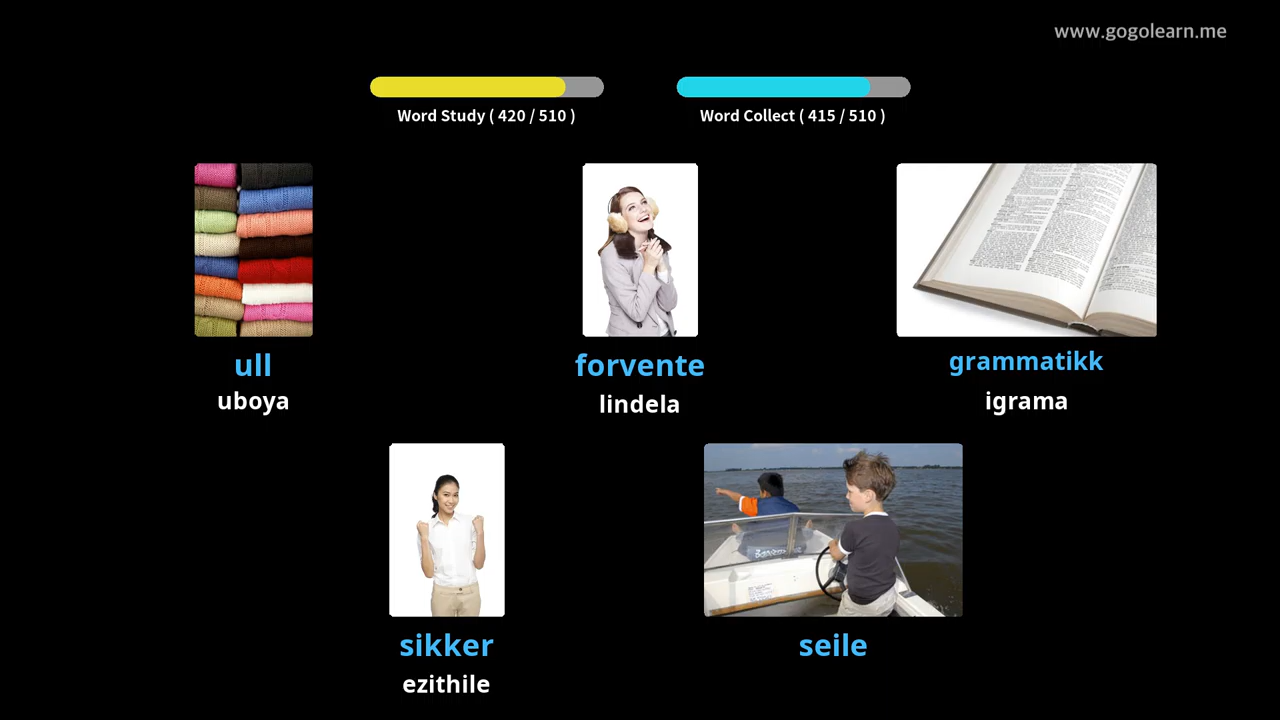 www.gogolearn.me
Word Study ( 420 / 510 )
Word Collect ( 415 / 510 )
ull
uboya
forvente
lindela
grammatikk
igrama
sikker
ezithile
seile